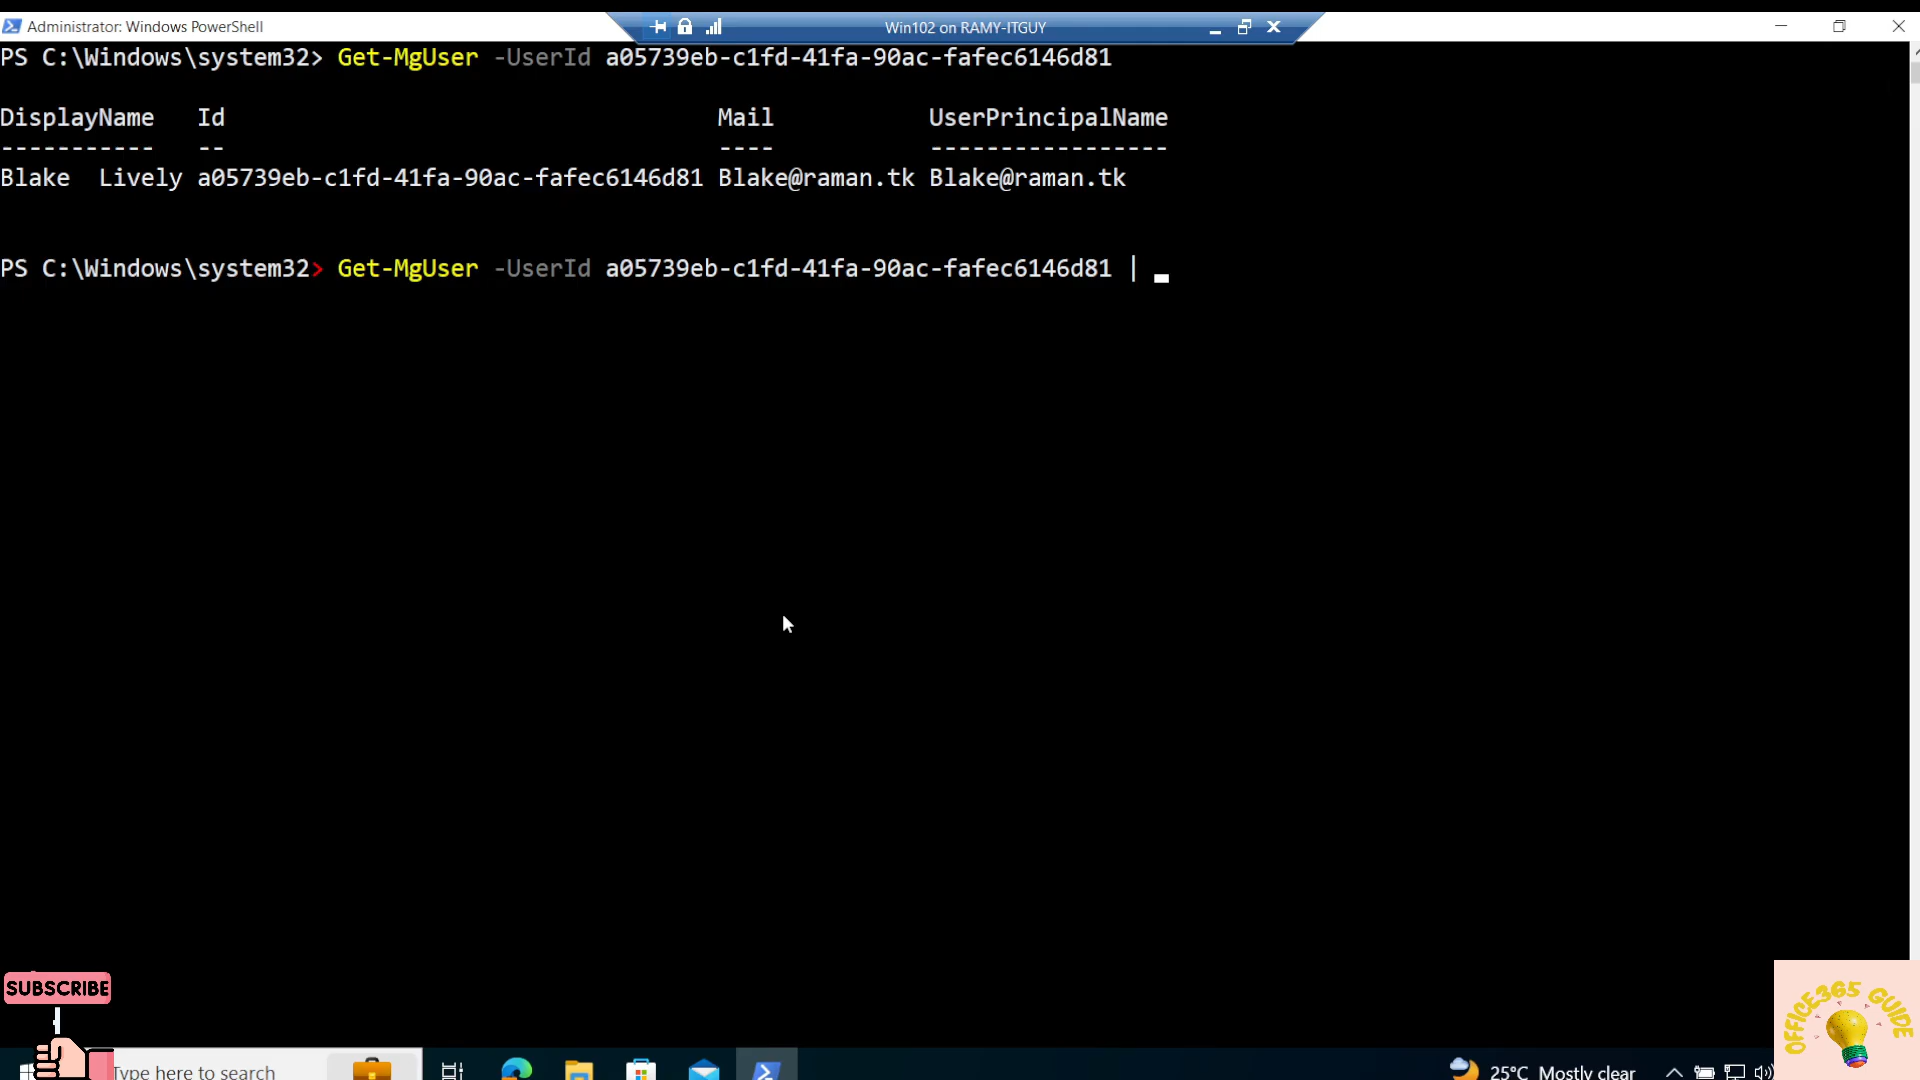 Administrator: Windows PowerShell
Win102 on RAMY-ITGUY
PS C:\Windows\system32> Get-MgUser -UserId a05739eb-c1fd-41fa-90ac-fafec6146d81
DisplayName Id Mail UserPrincipalName
----------- -- ---- -----------------
Blake  Lively a05739eb-c1fd-41fa-90ac-fafec6146d81 Blake@raman.tk Blake@raman.tk
PS C:\Windows\system32> Get-MgUser -UserId a05739eb-c1fd-41fa-90ac-fafec6146d81 | _
SUBSCRIBE
OFFICE365 GUIDE
Type here to search
25°C Mostly clear